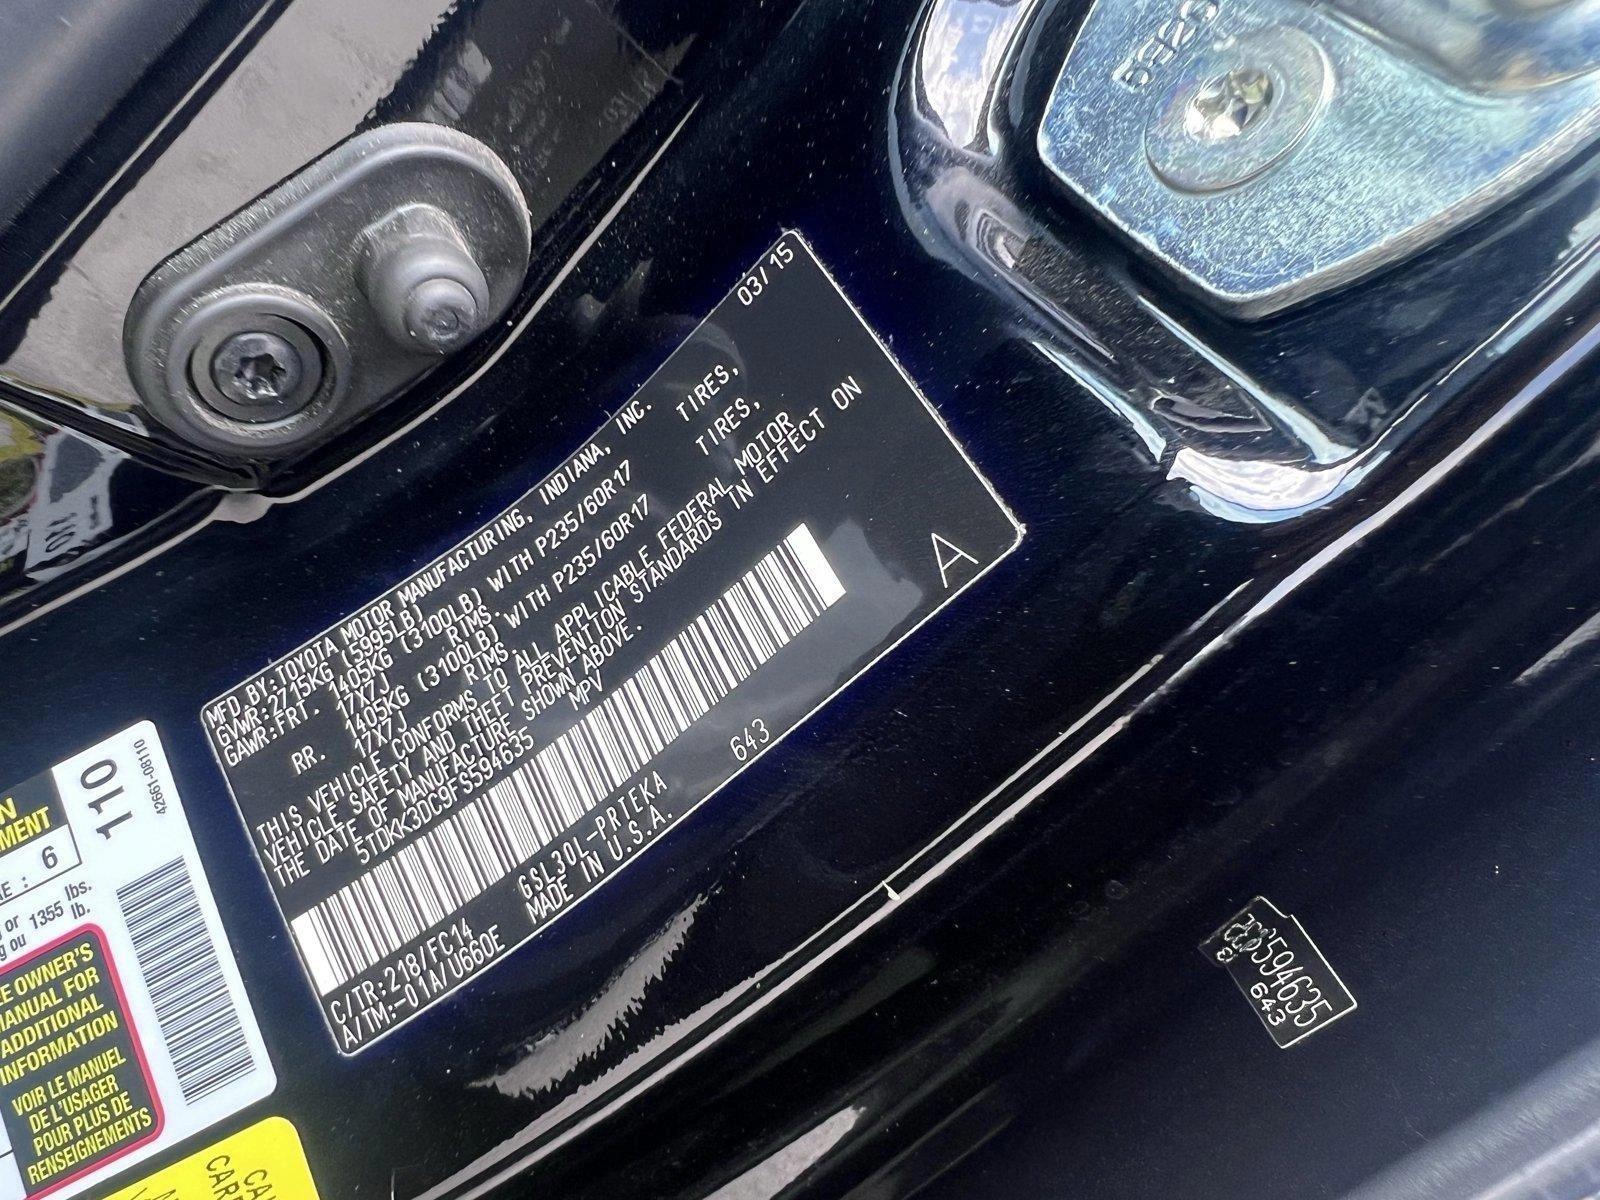 MFD.BY:TOYOTA MOTOR MANUFACTURING, INDIANA, INC. 03/15
GVWR:2715KG (5995LB)
GAWR:FRT. 1405KG (3100LB) WITH P235/60R17 TIRES,
17X7J RIMS,
RR. 1405KG (3100LB) WITH P235/60R17 TIRES,
17X7J RIMS.
THIS VEHICLE CONFORMS TO ALL APPLICABLE FEDERAL MOTOR
VEHICLE SAFETY AND THEFT PREVENTION STANDARDS IN EFFECT ON
THE DATE OF MANUFACTURE SHOWN ABOVE.
5TDKK3DC9FS594635 MPV
A
C/TR:218/FC14 GSL30L-PRTEKA 643
A/TM:-01A/U660E MADE IN U.S.A.
110
42661-08110
MENT
6
or 1355 lbs.
ou lb.
OWNER'S
MANUAL FOR
ADDITIONAL
INFORMATION
VOIR LE MANUEL
DE L'USAGER
POUR PLUS DE
RENSEIGNEMENTS
594635
643